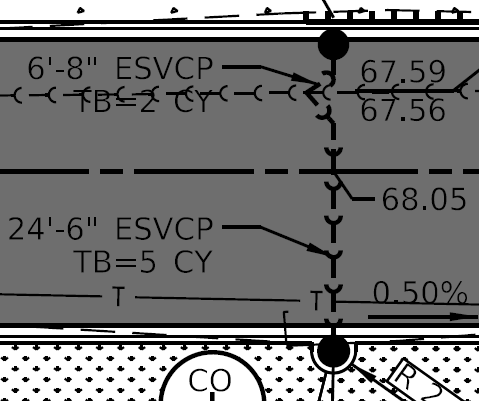 6'-8" ESVCP
TB=2 CY
67.59
67.56
68.05
24'-6" ESVCP
TB=5 CY
T
T
0.50%
CO
R 2